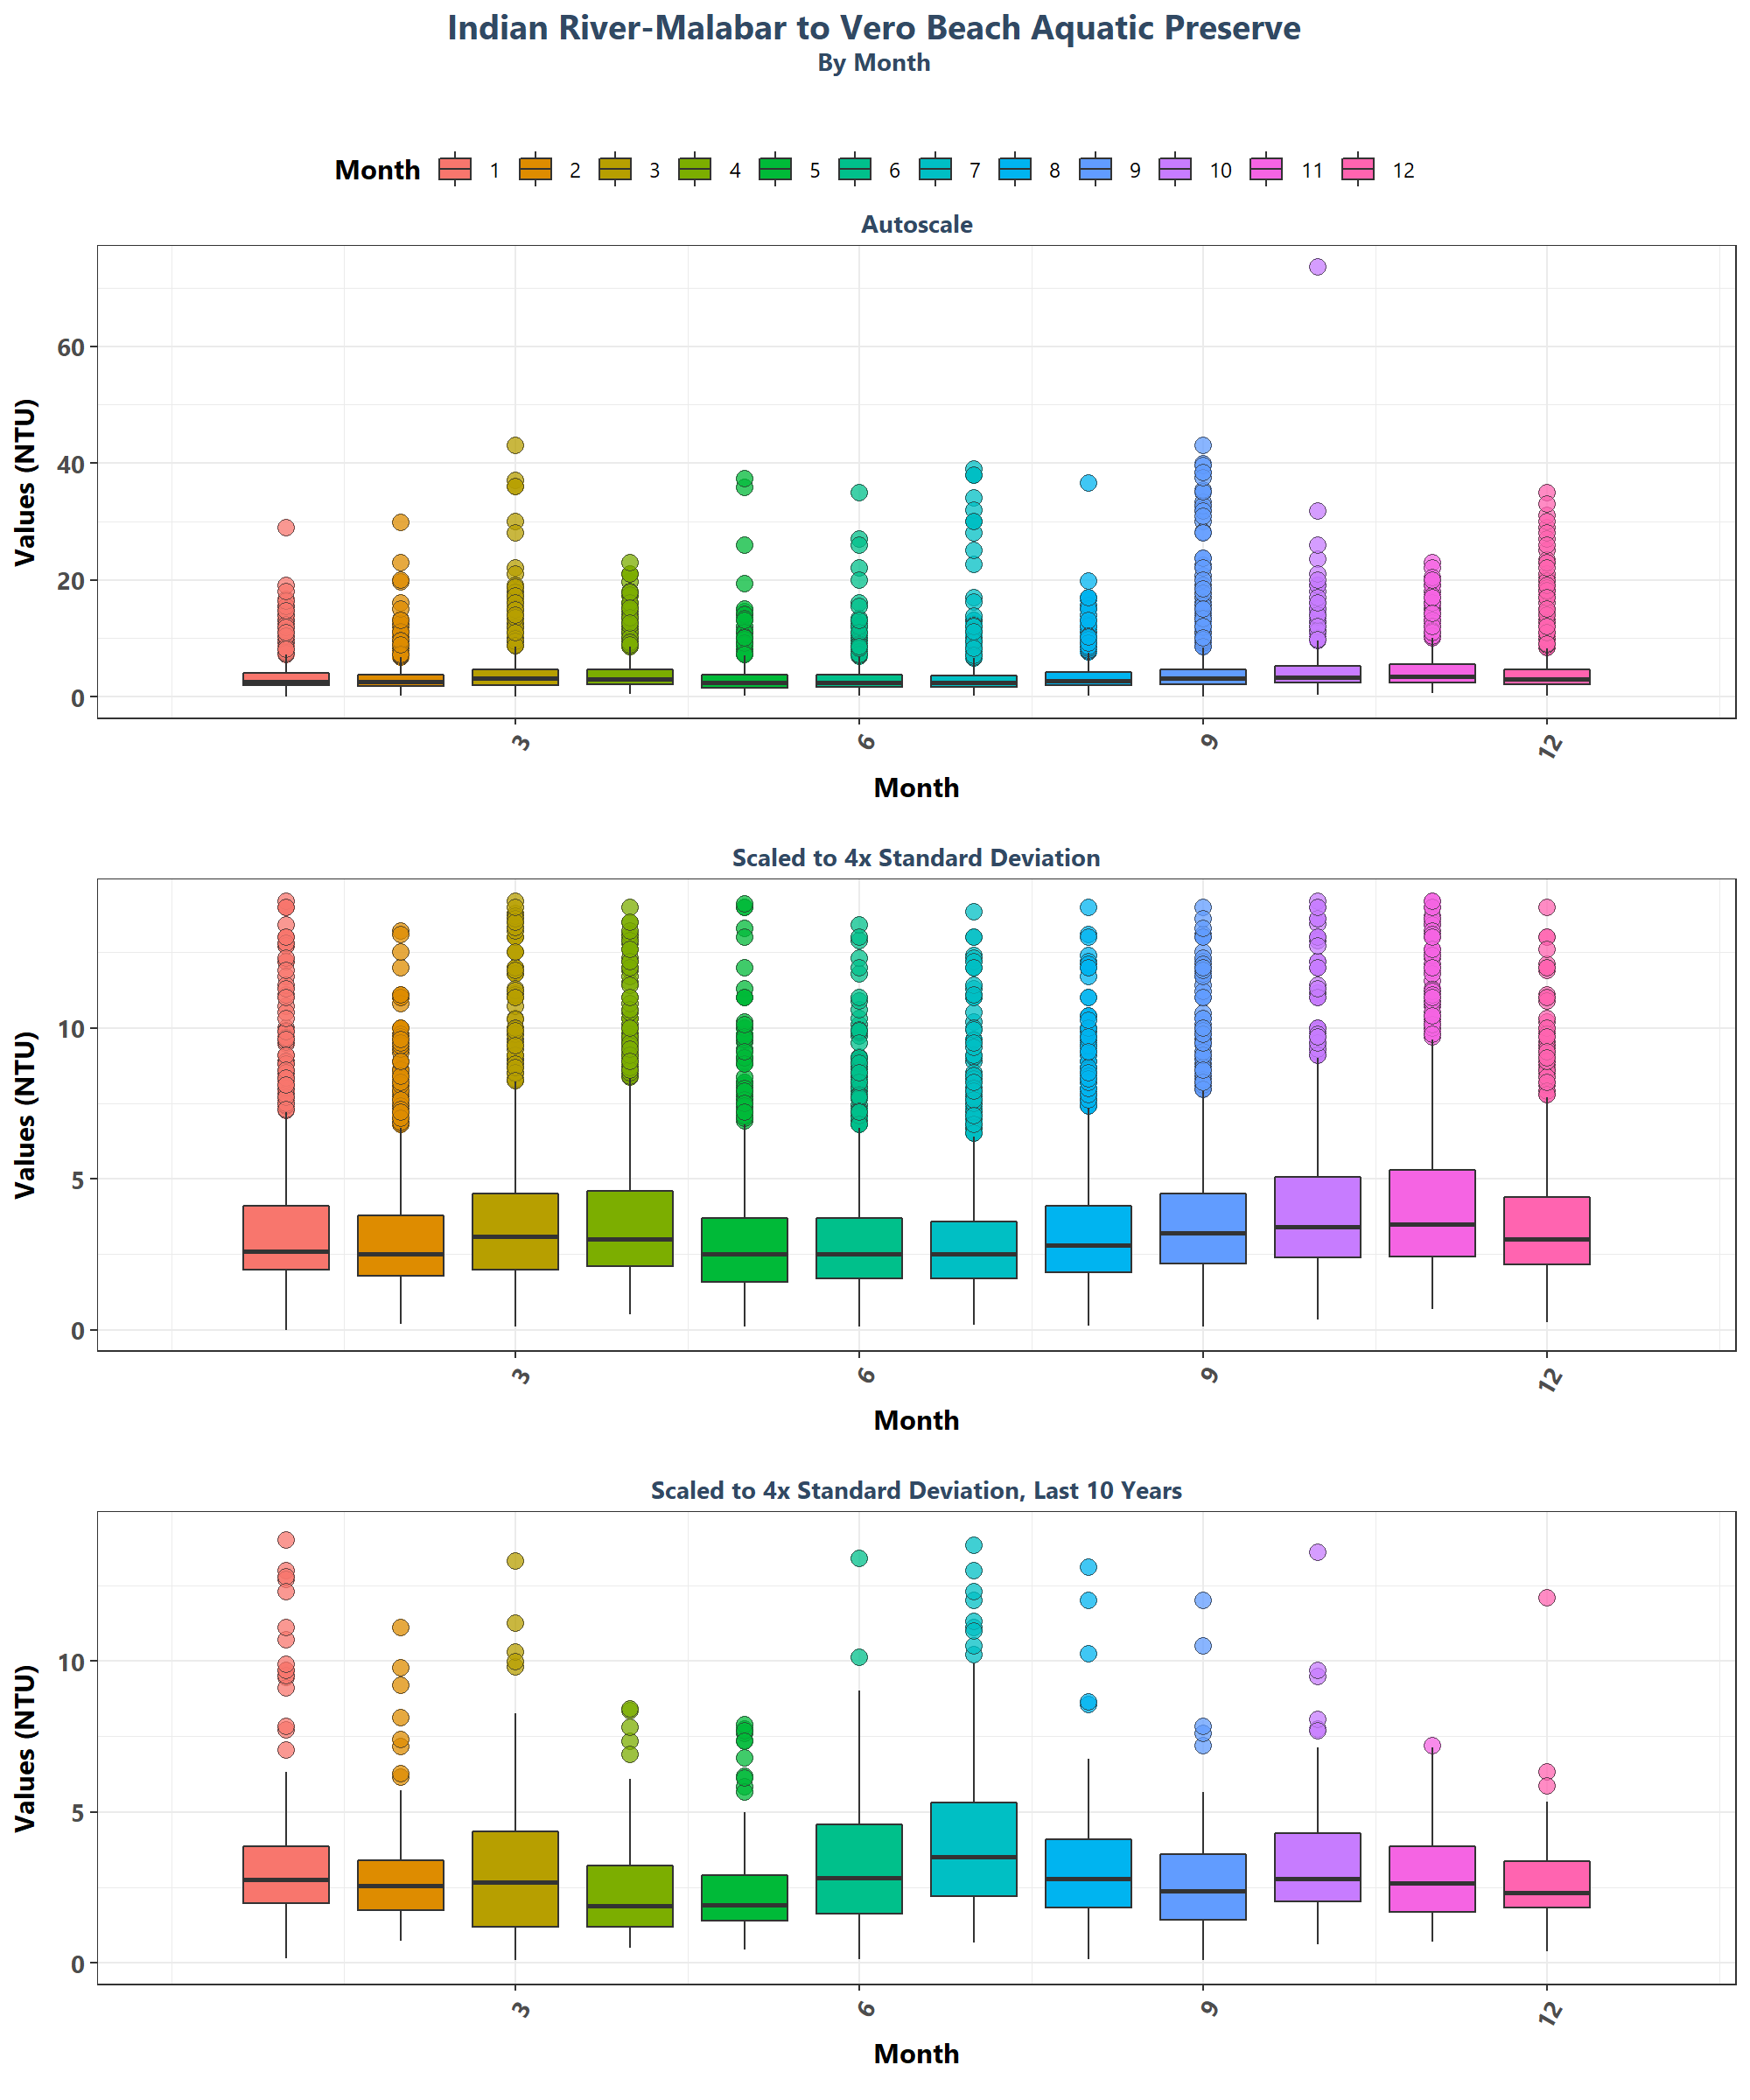 Indian River-Malabar to Vero Beach Aquatic Preserve
By Month
Month 1 2 3 4 5 6 7 8 9 10 11 12
Autoscale
Values (NTU)
60
40
20
0
3 6 9 12
Month
Scaled to 4x Standard Deviation
Values (NTU)
10
5
0
3 6 9 12
Month
Scaled to 4x Standard Deviation, Last 10 Years
Values (NTU)
10
5
0
3 6 9 12
Month